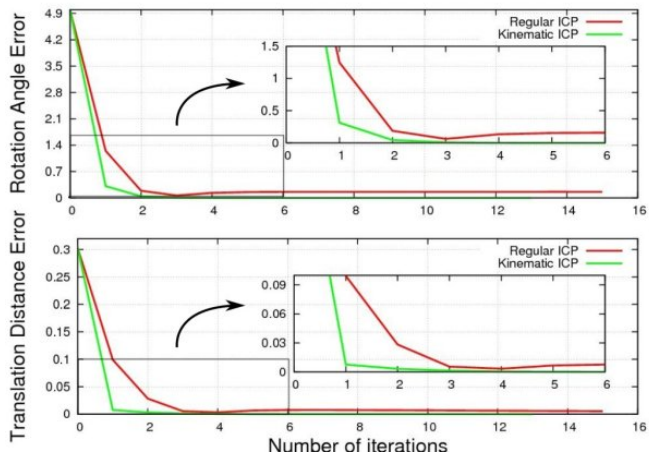 Rotation Angle Error
4.9
4.2
3.5
2.8
2.1
1.4
0.7
0
Regular ICP
Kinematic ICP
1.5
1
0.5
0
0 1 2 3 4 5 6
0 2 4 6 8 10 12 14 16
Translation Distance Error
0.3
0.25
0.2
0.15
0.1
0.05
0
Regular ICP
Kinematic ICP
0.09
0.06
0.03
0
0 1 2 3 4 5 6
0 2 4 6 8 10 12 14 16
Number of iterations